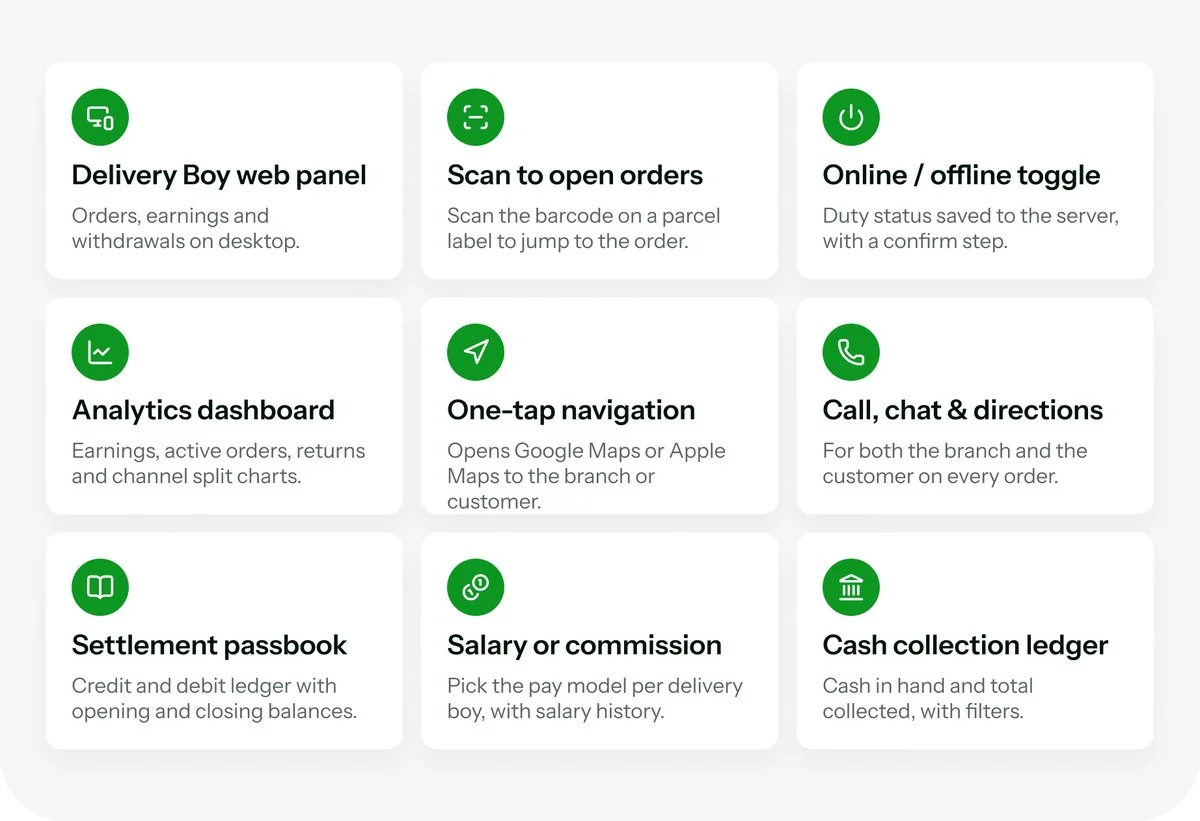 Delivery Boy web panel
Orders, earnings and
withdrawals on desktop.
Scan to open orders
Scan the barcode on a parcel
label to jump to the order.
Online / offline toggle
Duty status saved to the server,
with a confirm step.
Analytics dashboard
Earnings, active orders, returns
and channel split charts.
One-tap navigation
Opens Google Maps or Apple
Maps to the branch or
customer.
Call, chat & directions
For both the branch and the
customer on every order.
Settlement passbook
Credit and debit ledger with
opening and closing balances.
Salary or commission
Pick the pay model per delivery
boy, with salary history.
Cash collection ledger
Cash in hand and total
collected, with filters.